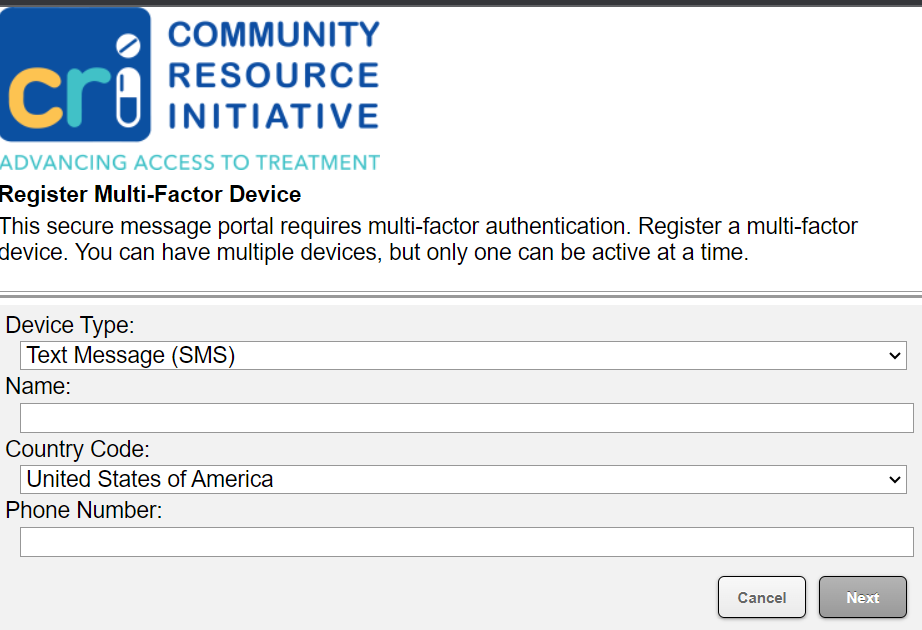 cri
COMMUNITY
RESOURCE
INITIATIVE
ADVANCING ACCESS TO TREATMENT
Register Multi-Factor Device
This secure message portal requires multi-factor authentication. Register a multi-factor
device. You can have multiple devices, but only one can be active at a time.
Device Type:
Text Message (SMS)
Name:
Country Code:
United States of America
Phone Number:
Cancel Next